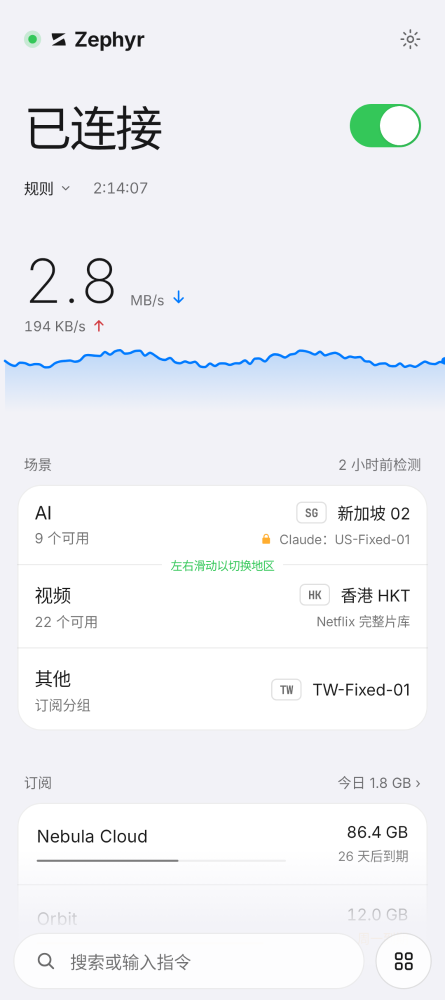 Zephyr
已连接
规则 2:14:07
2.8 MB/s ↓
194 KB/s ↑
场景 2 小时前检测
AI SG 新加坡 02
9 个可用 Claude：US-Fixed-01
左右滑动以切换地区
视频 HK 香港 HKT
22 个可用 Netflix 完整片库
其他 TW TW-Fixed-01
订阅分组
订阅 今日 1.8 GB ›
Nebula Cloud 86.4 GB
26 天后到期
Orbit 12.0 GB
搜索或输入指令